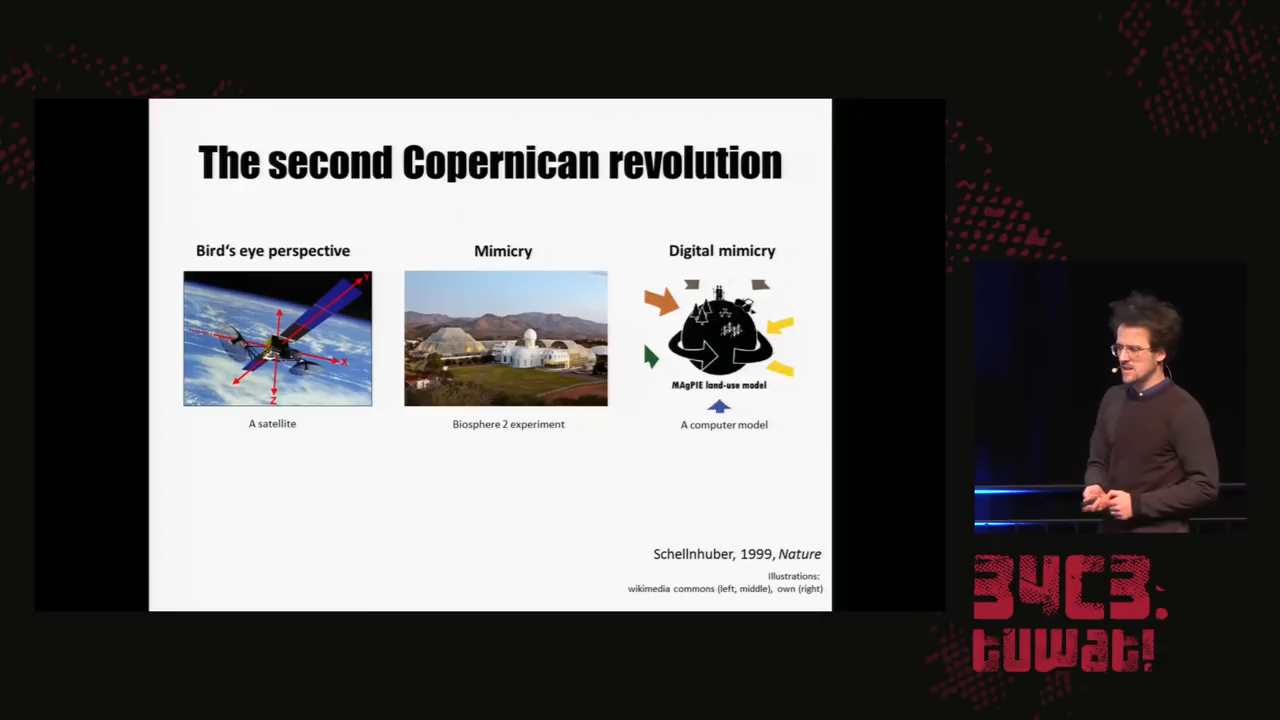 The second Copernican revolution
Bird's eye perspective
Mimicry
Digital mimicry
Y
X
Z
MAgPIE land-use model
A satellite
Biosphere 2 experiment
A computer model
Schellnhuber, 1999, Nature
Illustrations:
wikimedia commons (left, middle), own (right)
34C3.
tuwat!